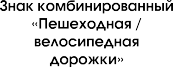 Знак комбинированный
«Пешеходная /
велосипедная
дорожки»